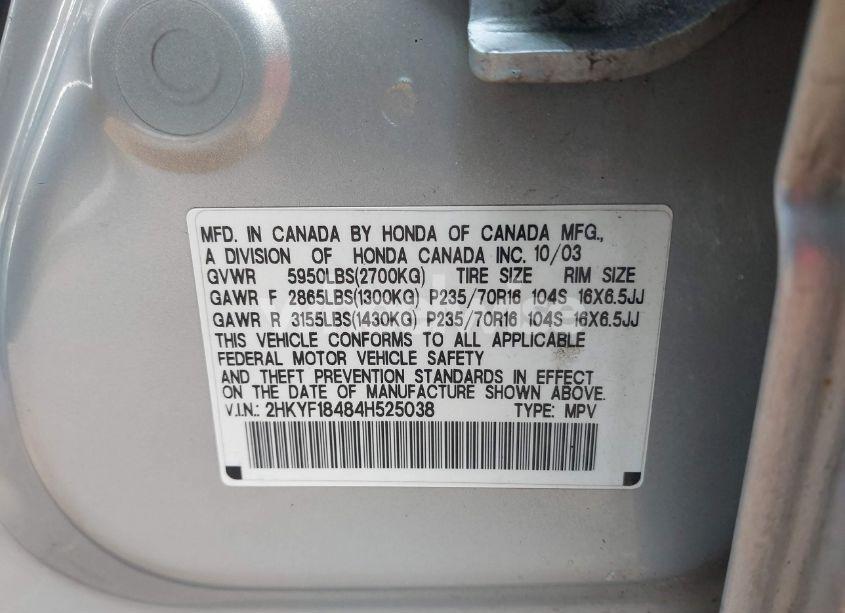 MFD. IN CANADA BY HONDA OF CANADA MFG.,
A DIVISION OF HONDA CANADA INC. 10/03
GVWR 5950LBS(2700KG) TIRE SIZE RIM SIZE
GAWR F 2865LBS(1300KG) P235/70R16 104S 16X6.5JJ
GAWR R 3155LBS(1430KG) P235/70R16 104S 16X6.5JJ
THIS VEHICLE CONFORMS TO ALL APPLICABLE
FEDERAL MOTOR VEHICLE SAFETY
AND THEFT PREVENTION STANDARDS IN EFFECT
ON THE DATE OF MANUFACTURE SHOWN ABOVE.
V.I.N.: 2HKYF18484H525038 TYPE: MPV